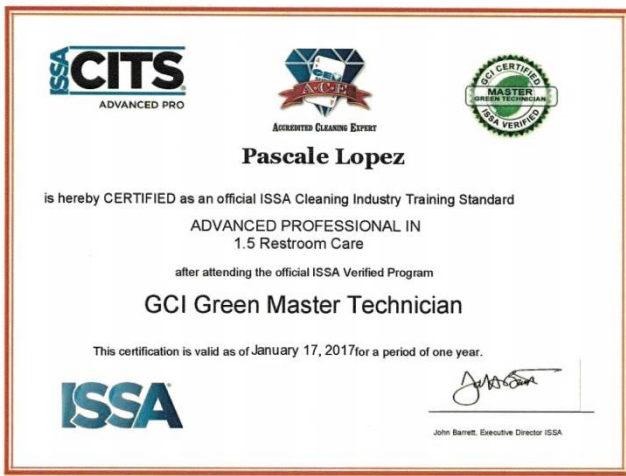 ISSA CITS
ADVANCED PRO
A·C·E
ACCREDITED CLEANING EXPERT
GCI CERTIFIED
MASTER
GREEN TECHNICIAN
ISSA VERIFIED
Pascale Lopez
is hereby CERTIFIED as an official ISSA Cleaning Industry Training Standard
ADVANCED PROFESSIONAL IN
1.5 Restroom Care
after attending the official ISSA Verified Program
GCI Green Master Technician
This certification is valid as of January 17, 2017for a period of one year.
ISSA
John Barrett, Executive Director ISSA